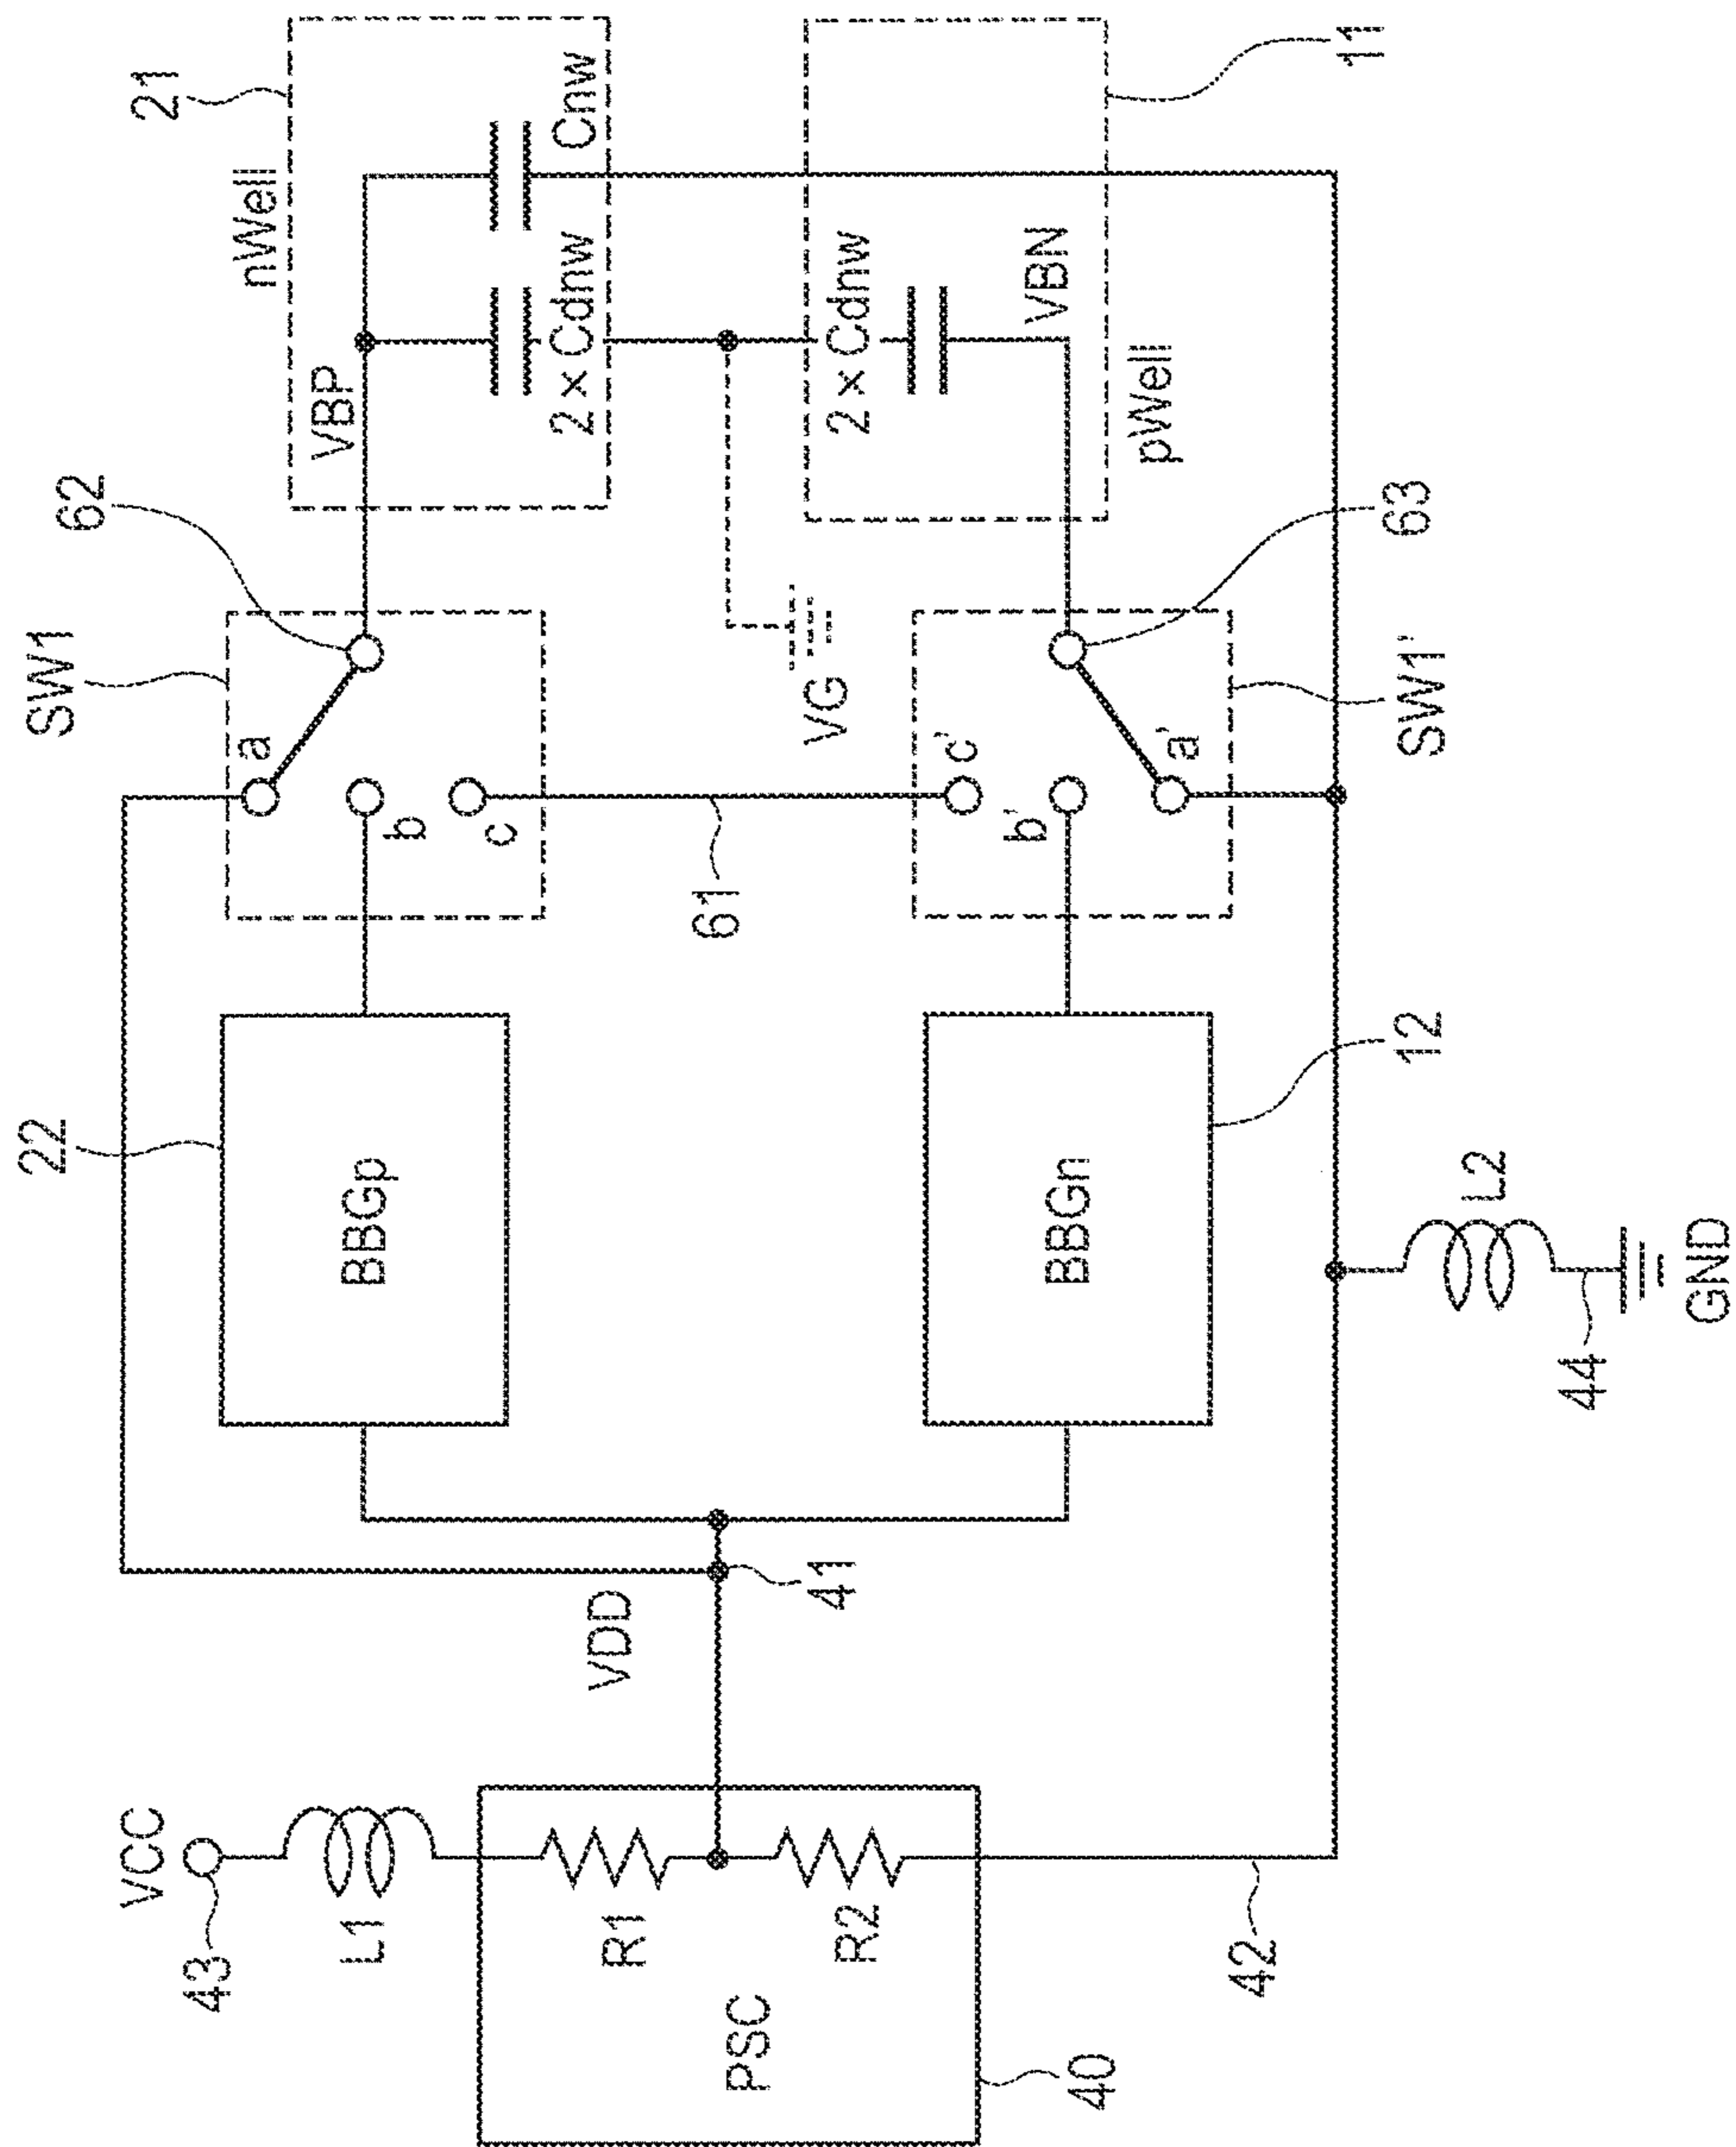 21
nWell
Cnw
2×Cdnw
VBP
11
VBN
2×Cdnw
pWell
62
SW1
a
b
c
VG
61
63
SW1'
a'
b'
c'
22
BBGp
12
BBGn
L2
44
GND
41
VDD
VCC
43
L1
R1
R2
PSC
40
42